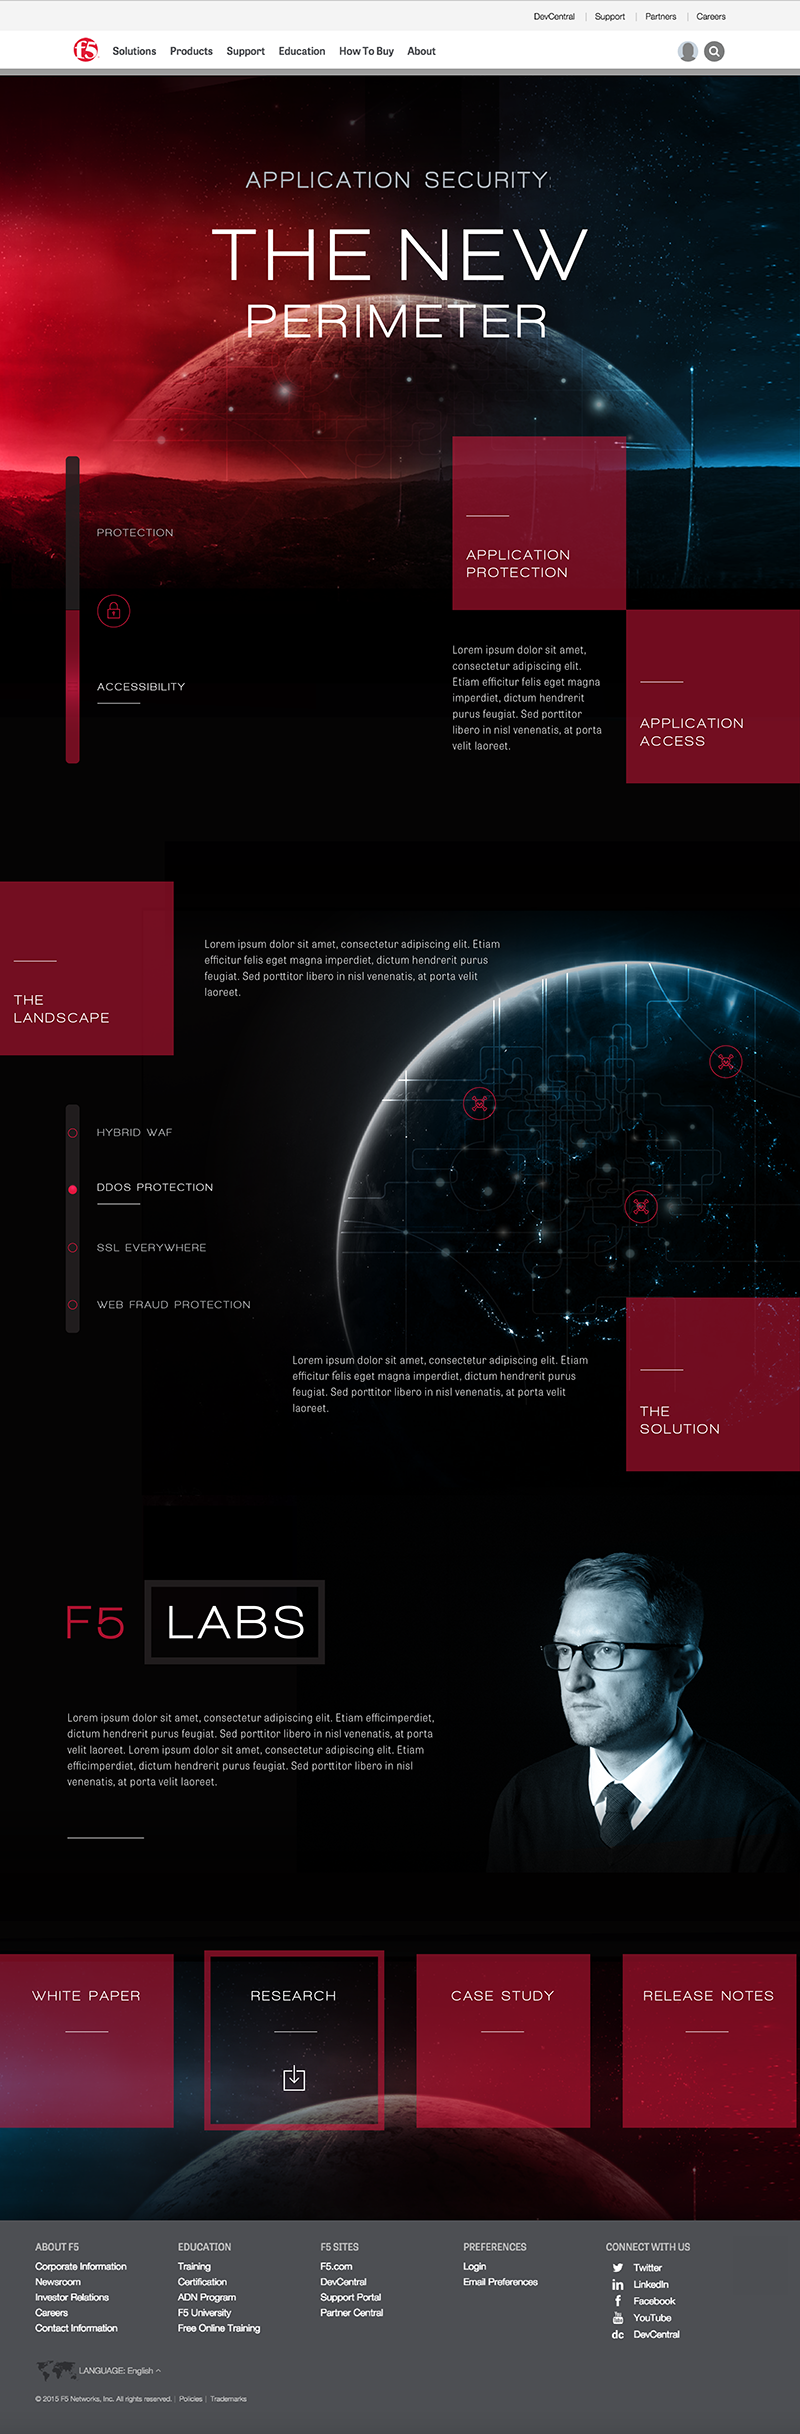 DevCentral
Support
Partners
Careers
f5
Solutions
Products
Support
Education
How To Buy
About
APPLICATION SECURITY:
THE NEW
PERIMETER
PROTECTION
ACCESSIBILITY
APPLICATION
PROTECTION
Lorem ipsum dolor sit amet,
consectetur adipiscing elit.
Etiam efficitur felis eget magna
imperdiet, dictum hendrerit
purus feugiat. Sed porttitor
libero in nisl venenatis, at porta
velit laoreet.
APPLICATION
ACCESS
THE
LANDSCAPE
Lorem ipsum dolor sit amet, consectetur adipiscing elit. Etiam
efficitur felis eget magna imperdiet, dictum hendrerit purus
feugiat. Sed porttitor libero in nisl venenatis, at porta velit
laoreet.
HYBRID WAF
DDOS PROTECTION
SSL EVERYWHERE
WEB FRAUD PROTECTION
Lorem ipsum dolor sit amet, consectetur adipiscing elit. Etiam
efficitur felis eget magna imperdiet, dictum hendrerit purus
feugiat. Sed porttitor libero in nisl venenatis, at porta velit
laoreet.
THE
SOLUTION
F5 LABS
Lorem ipsum dolor sit amet, consectetur adipiscing elit. Etiam efficimperdiet,
dictum hendrerit purus feugiat. Sed porttitor libero in nisl venenatis, at porta
velit laoreet. Lorem ipsum dolor sit amet, consectetur adipiscing elit. Etiam
efficimperdiet, dictum hendrerit purus feugiat. Sed porttitor libero in nisl
venenatis, at porta velit laoreet.
WHITE PAPER
RESEARCH
CASE STUDY
RELEASE NOTES
ABOUT F5
Corporate Information
Newsroom
Investor Relations
Careers
Contact Information
EDUCATION
Training
Certification
ADN Program
F5 University
Free Online Training
F5 SITES
F5.com
DevCentral
Support Portal
Partner Central
PREFERENCES
Login
Email Preferences
CONNECT WITH US
Twitter
in LinkedIn
f Facebook
You Tube YouTube
dc DevCentral
LANGUAGE: English
© 2015 F5 Networks, Inc. All rights reserved. | Policies | Trademarks